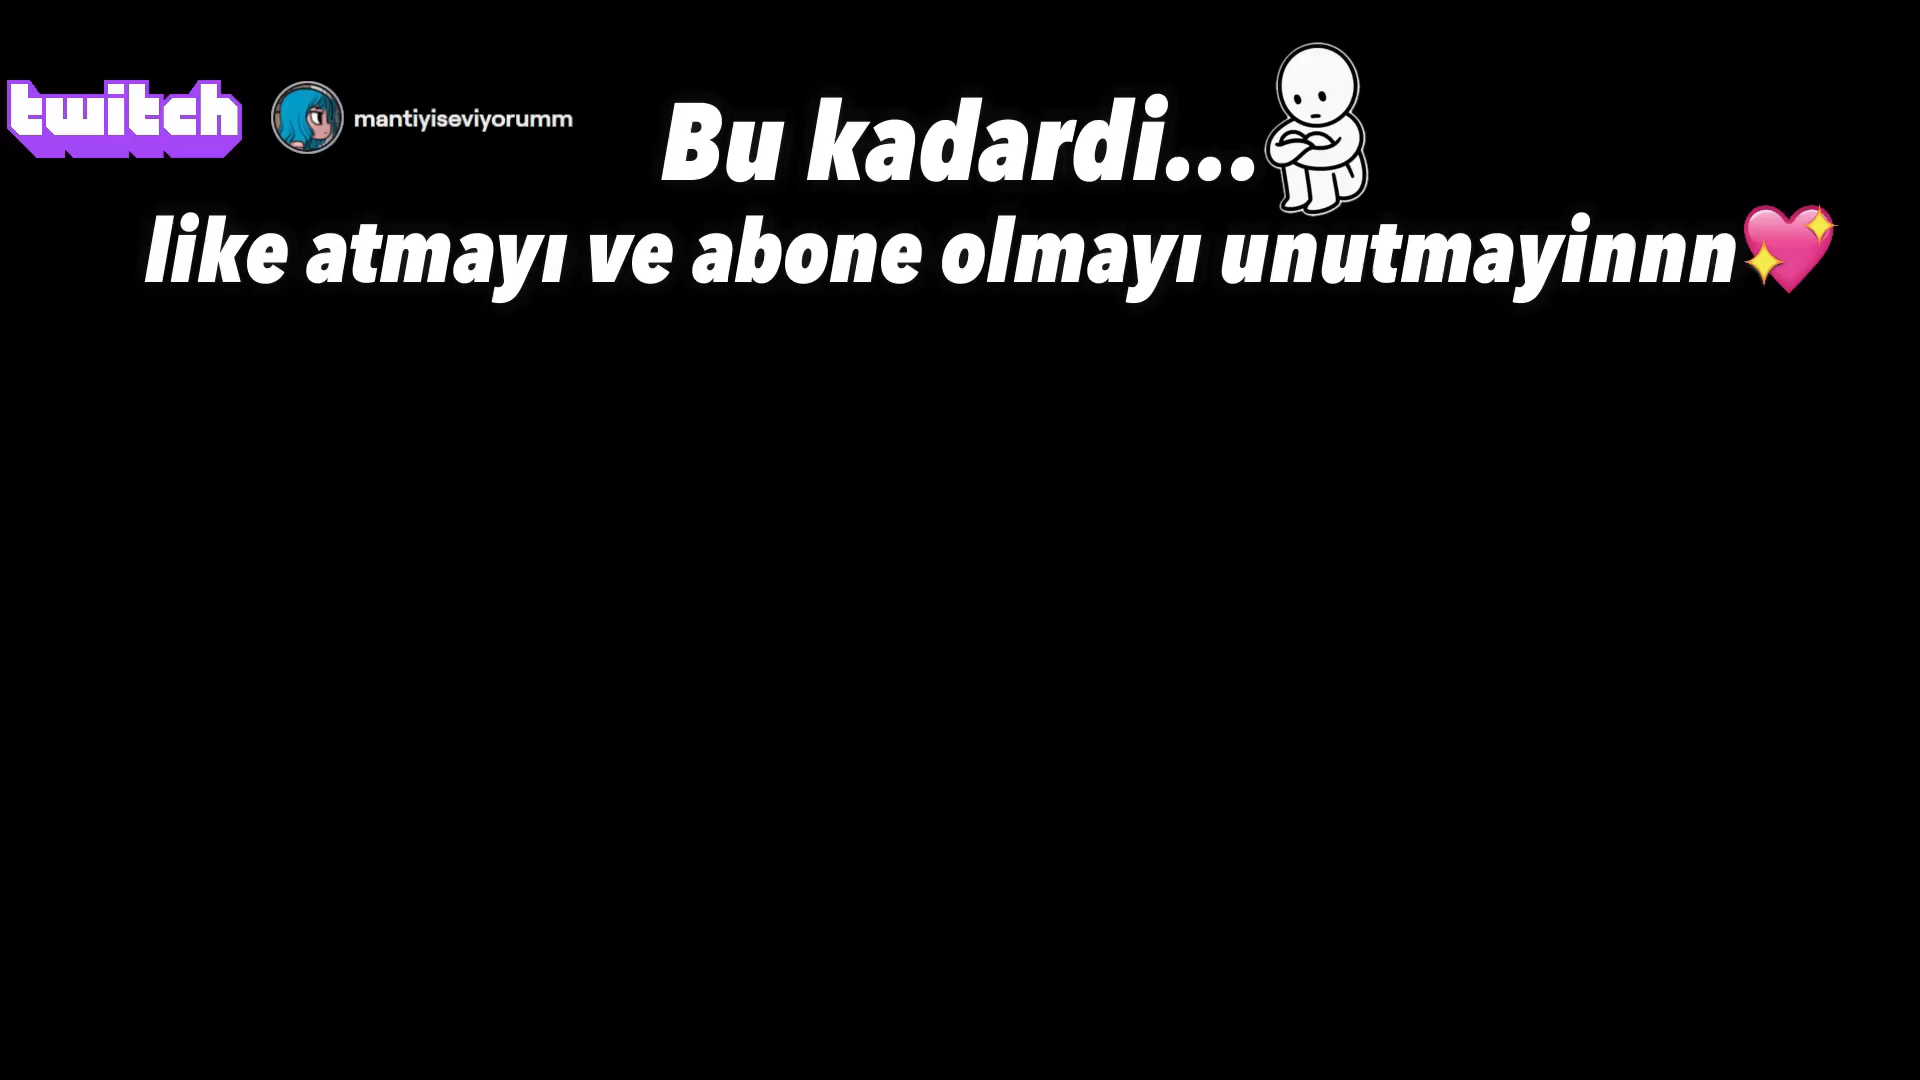 twitch
mantiyiseviyorumm
Bu kadardi...
like atmayı ve abone olmayı unutmayinnn💖